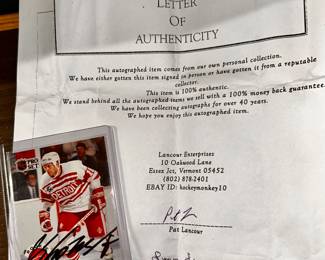 LETTER
OF
AUTHENTICITY
This autographed item comes from our own personal collection.
We have either gotten this item signed in person or have gotten it from a reputable
collector.
This item is 100% authentic.
We stand behind all the autographed items we sell with a 100% money back guarantee.
We have been collecting autographs for over 40 years.
We hope you enjoy this autographed item.
Lancour Enterprises
10 Oakwood Lane
Essex Jct, Vermont 05452
(802) 878-2401
EBAY ID: hockeymonkey10
Pat Lancour
PRO
SET
DETROIT